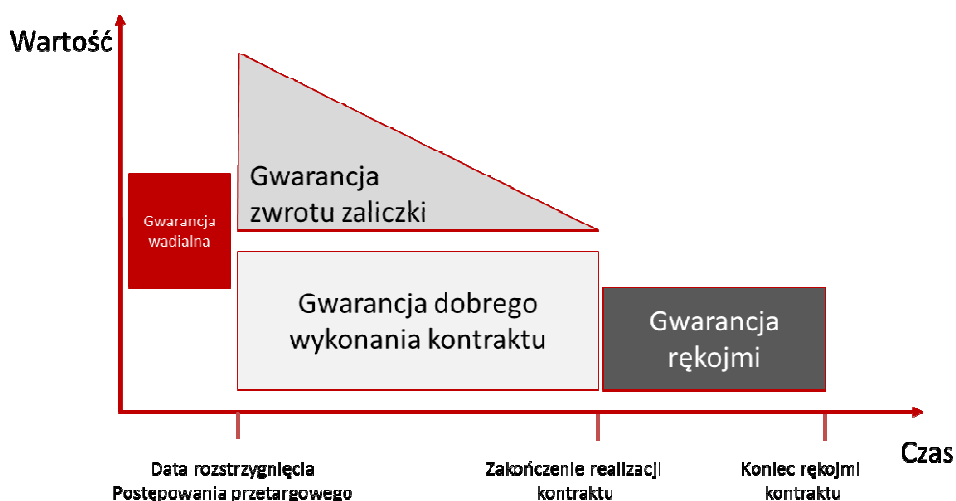 Wartość
Gwarancja
zwrotu zaliczki
Gwarancja
wadialna
Gwarancja dobrego
wykonania kontraktu
Gwarancja
rękojmi
Czas
Data rozstrzygnięcia
Postępowania przetargowego
Zakończenie realizacji
kontraktu
Koniec rękojmi
kontraktu